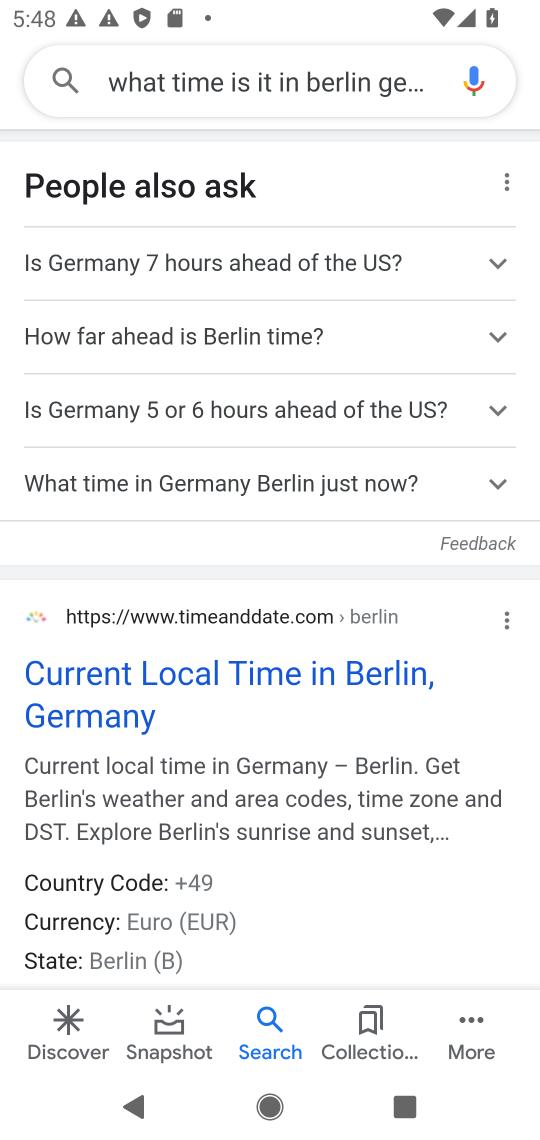 5:48
what time is it in berlin ge...
People also ask
Is Germany 7 hours ahead of the US?
How far ahead is Berlin time?
Is Germany 5 or 6 hours ahead of the US?
What time in Germany Berlin just now?
Feedback
https://www.timeanddate.com › berlin
Current Local Time in Berlin,
Germany
Current local time in Germany – Berlin. Get
Berlin's weather and area codes, time zone and
DST. Explore Berlin's sunrise and sunset,...
Country Code: +49
Currency: Euro (EUR)
State: Berlin (B)
Discover Snapshot Search Collectio... More